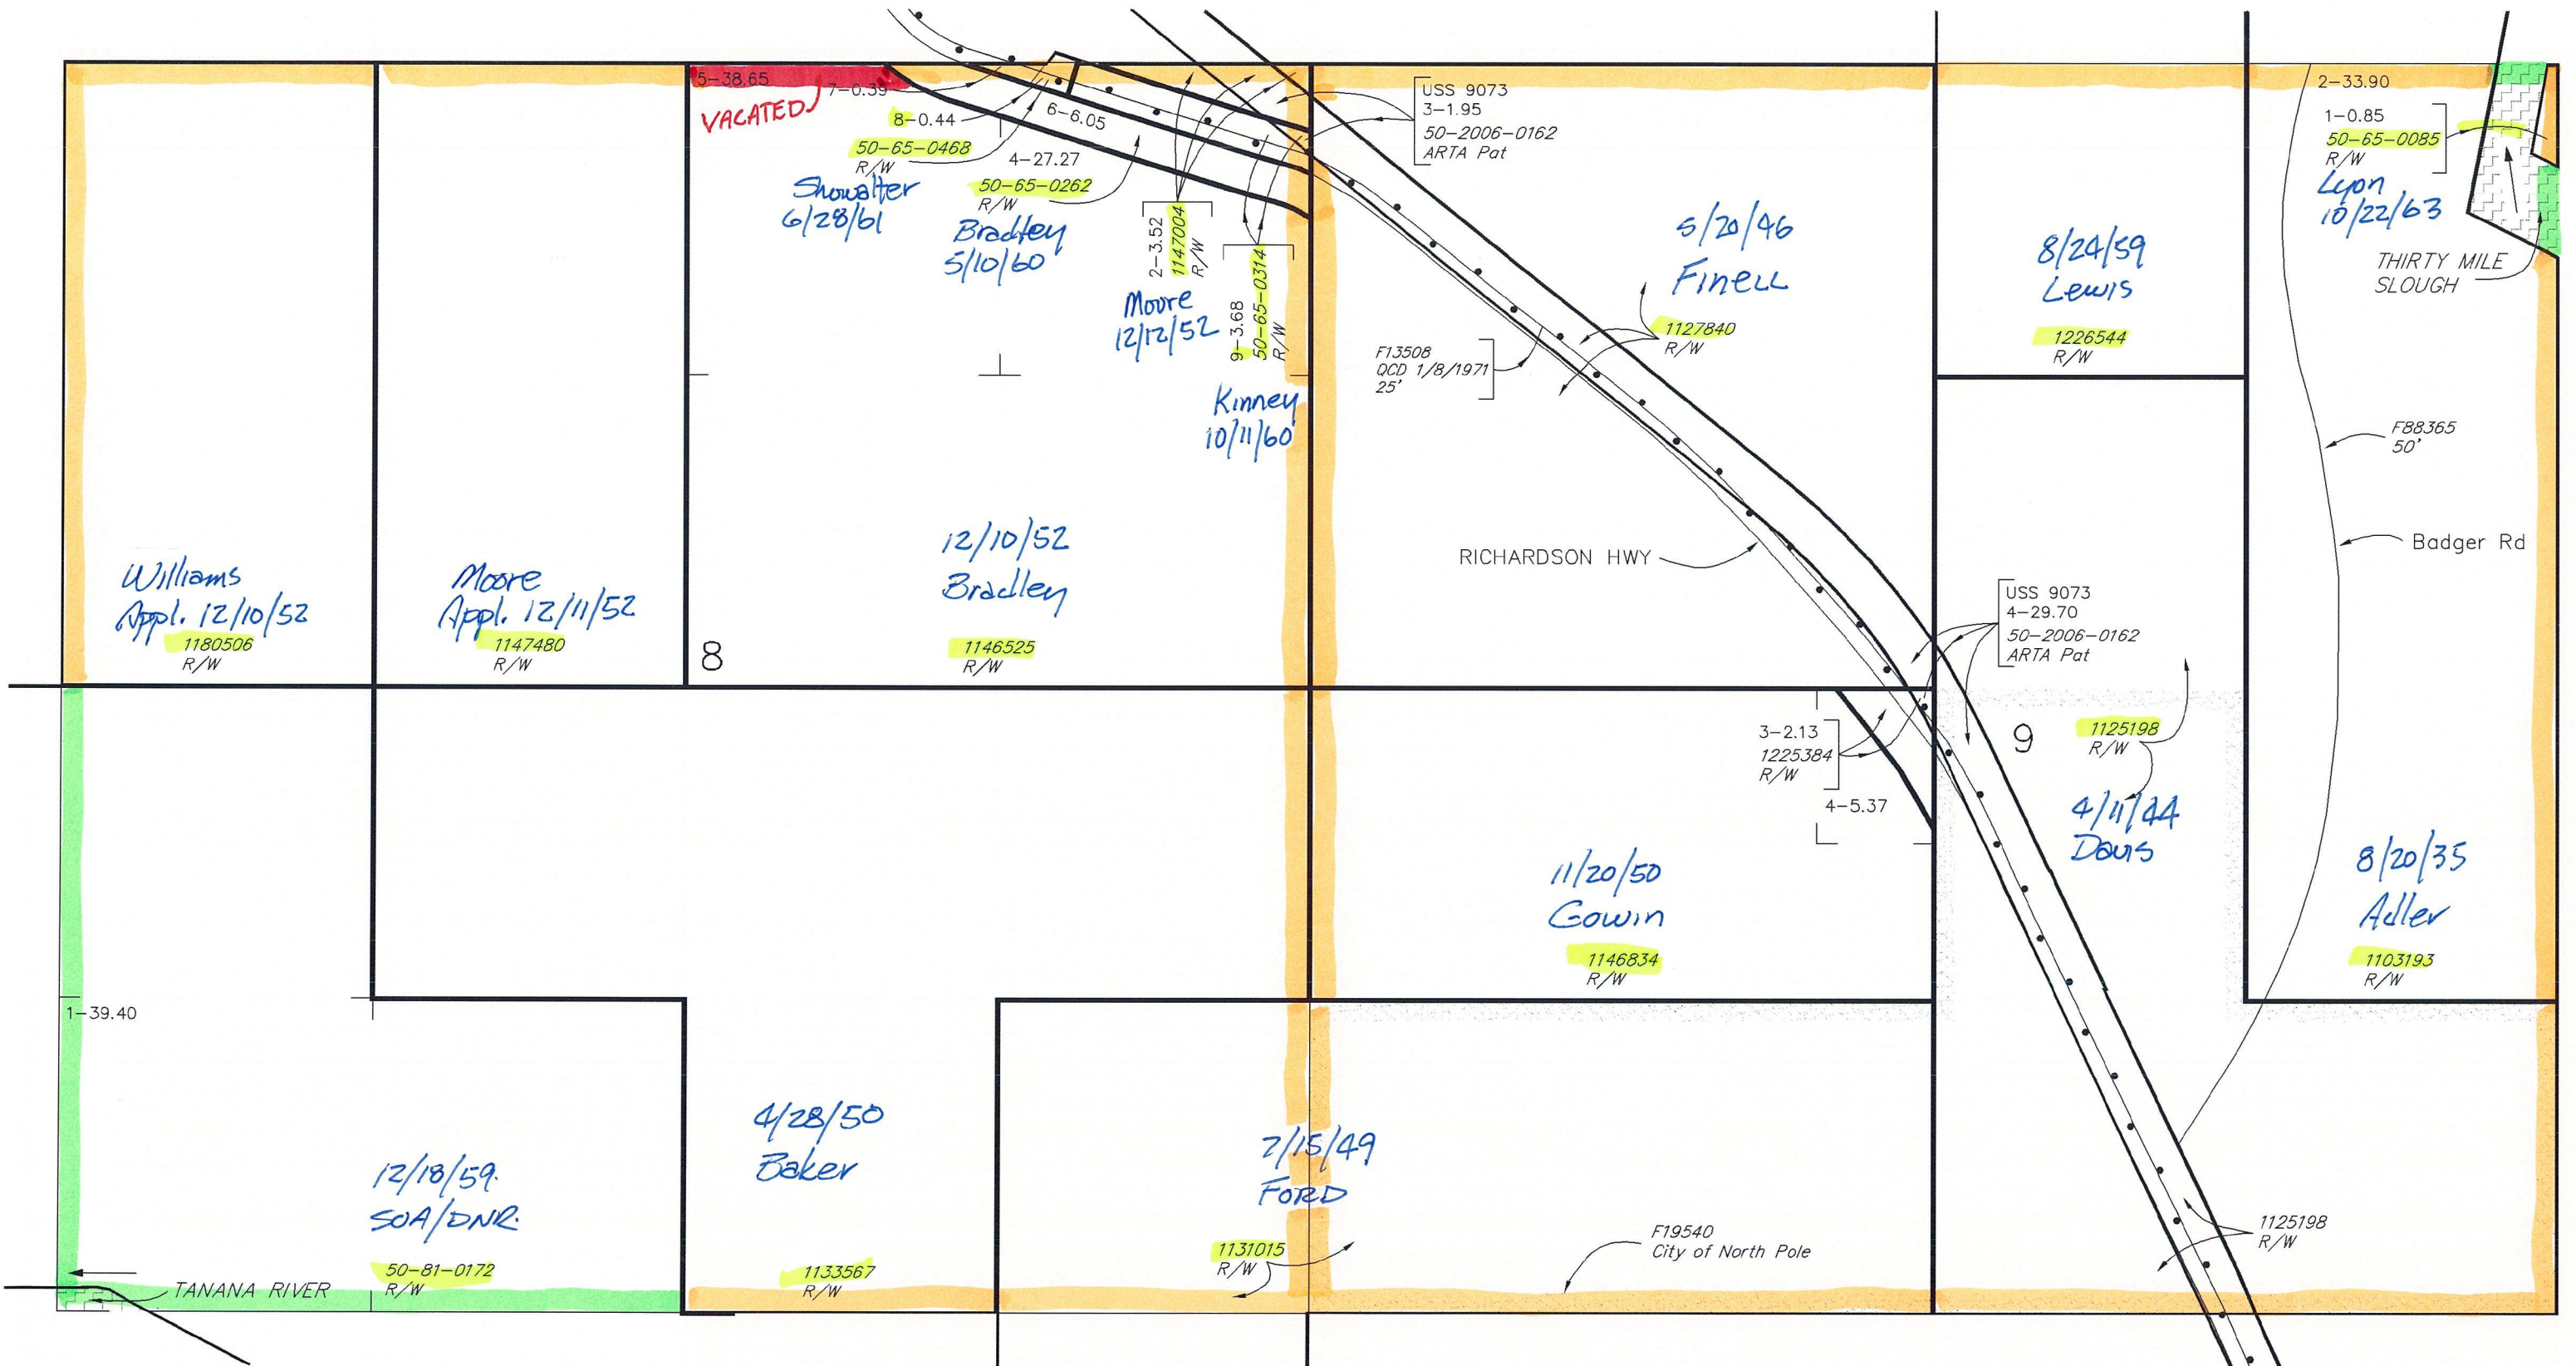 5-38.65
VACATED
7-0.39
8-0.44
50-65-0468
R/W
Showalter
6/28/61
6-6.05
4-27.27
50-65-0262
R/W
Bradley
5/10/60
2-3.52
1147004
R/W
Moore
12/12/52
9-3.68
50-65-0314
R/W
Kinney
10/11/60
USS 9073
3-1.95
50-2006-0162
ARTA Pat
5/20/46
Finell
1127840
R/W
F13508
QCD 1/8/1971
25'
RICHARDSON HWY
8/24/59
Lewis
1226544
R/W
2-33.90
1-0.85
50-65-0085
R/W
Lyon
10/22/63
THIRTY MILE
SLOUGH
F88365
50'
Badger Rd
Williams
Appl. 12/10/52
1180506
R/W
Moore
Appl. 12/11/52
1147480
R/W
8
12/10/52
Bradley
1146525
R/W
USS 9073
4-29.70
50-2006-0162
ARTA Pat
3-2.13
1225384
R/W
4-5.37
9
1125198
R/W
4/11/44
Davis
8/20/35
Adler
1103193
R/W
11/20/50
Gowin
1146834
R/W
1-39.40
12/18/59.
SOA/DNR.
50-81-0172
R/W
TANANA RIVER
4/28/50
Baker
1133567
R/W
7/15/49
FORD
1131015
R/W
F19540
City of North Pole
1125198
R/W